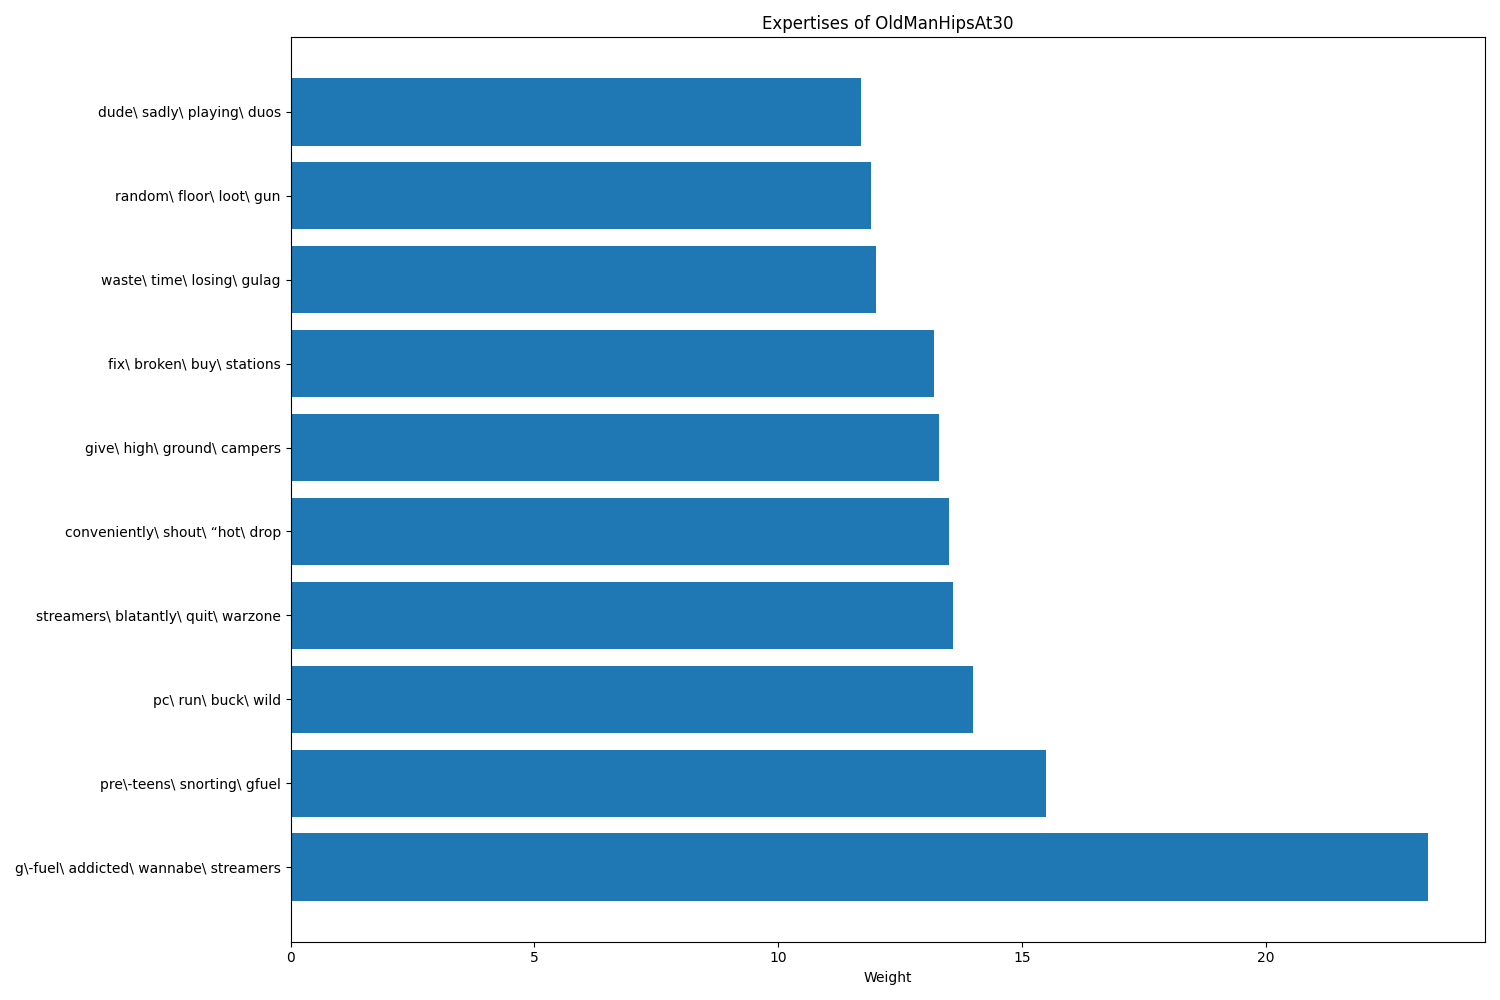 Expertises of OldManHipsAt30
dude\ sadly\ playing\ duos
random\ floor\ loot\ gun
waste\ time\ losing\ gulag
fix\ broken\ buy\ stations
give\ high\ ground\ campers
conveniently\ shout\ “hot\ drop
streamers\ blatantly\ quit\ warzone
pc\ run\ buck\ wild
pre\-teens\ snorting\ gfuel
g\-fuel\ addicted\ wannabe\ streamers
0 5 10 15 20
Weight